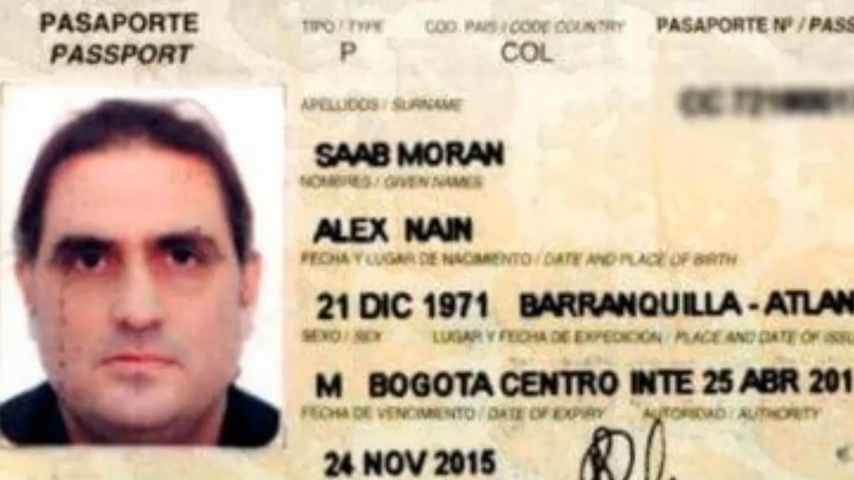 PASAPORTE
PASSPORT
TIPO / TYPE COD. PAIS / CODE COUNTRY PASAPORTE Nº / PASS
P COL
APELLIDOS / SURNAME
SAAB MORAN
NOMBRES / GIVEN NAMES
ALEX NAIN
FECHA Y LUGAR DE NACIMIENTO / DATE AND PLACE OF BIRTH
21 DIC 1971 BARRANQUILLA - ATLAN
SEXO / SEX LUGAR Y FECHA DE EXPEDICION / PLACE AND DATE OF ISSU
M BOGOTA CENTRO INTE 25 ABR 201
FECHA DE VENCIMIENTO / DATE OF EXPIRY AUTORIDAD / AUTHORITY
24 NOV 2015